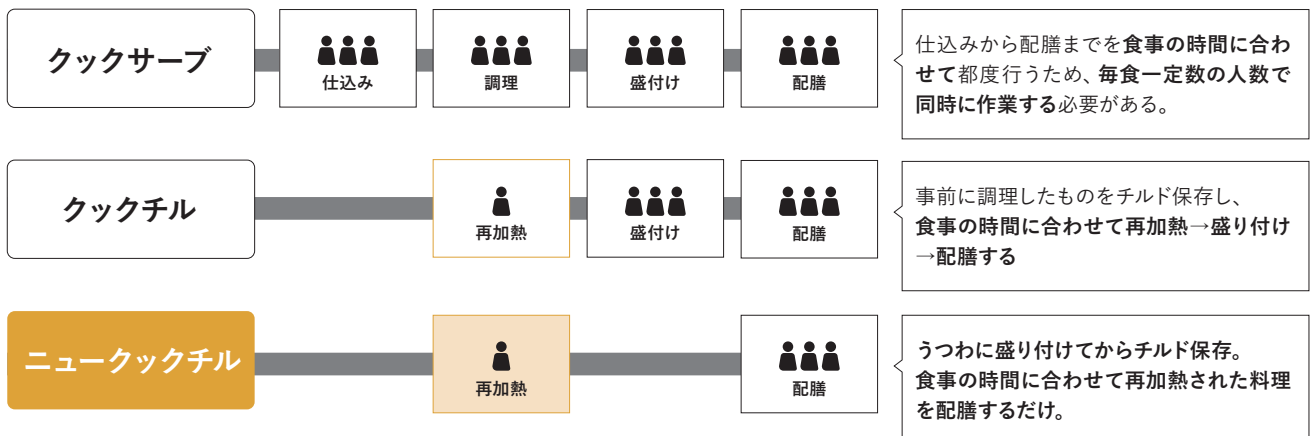 クックサーブ
仕込み
調理
盛付け
配膳
仕込みから配膳までを食事の時間に合わ
せて都度行うため、毎食一定数の人数で
同時に作業する必要がある。
クックチル
再加熱
盛付け
配膳
事前に調理したものをチルド保存し、
食事の時間に合わせて再加熱→盛り付け
→配膳する
ニュークックチル
再加熱
配膳
うつわに盛り付けてからチルド保存。
食事の時間に合わせて再加熱された料理
を配膳するだけ。